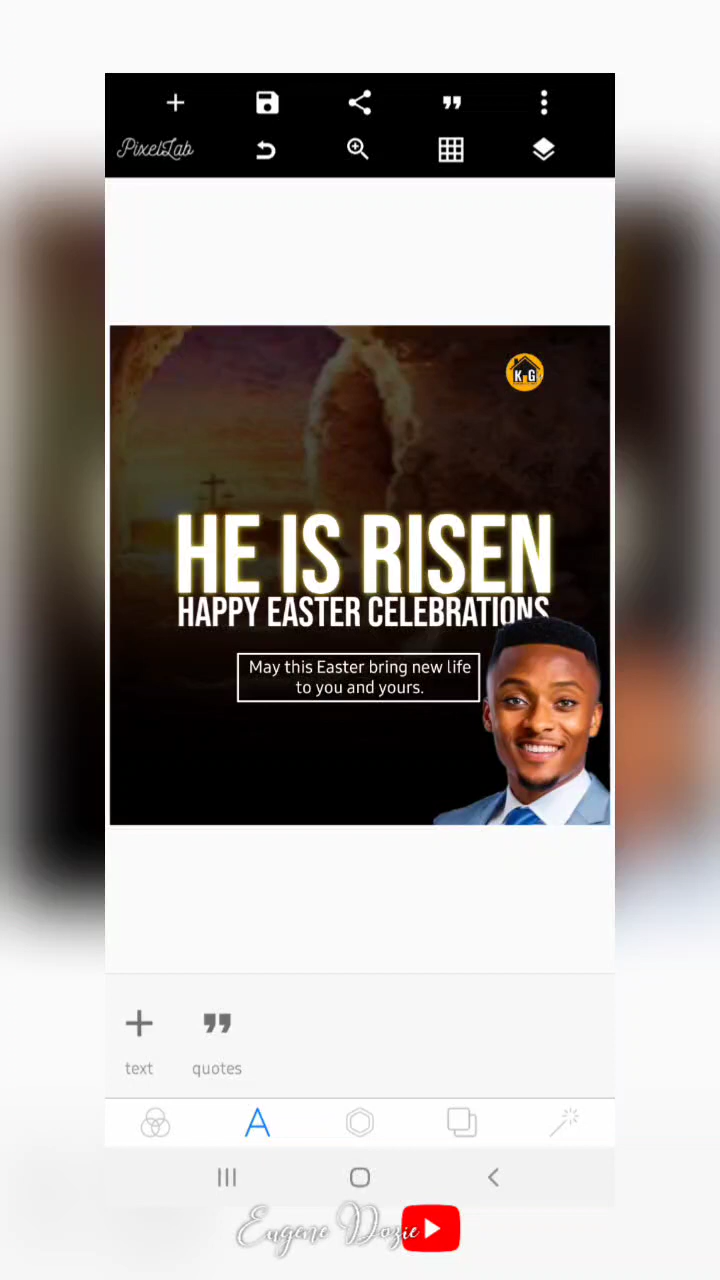 PixelLab
K G
HE IS RISEN
HAPPY EASTER CELEBRATIONS
May this Easter bring new life
to you and yours.
text
quotes
Eugene Dozie